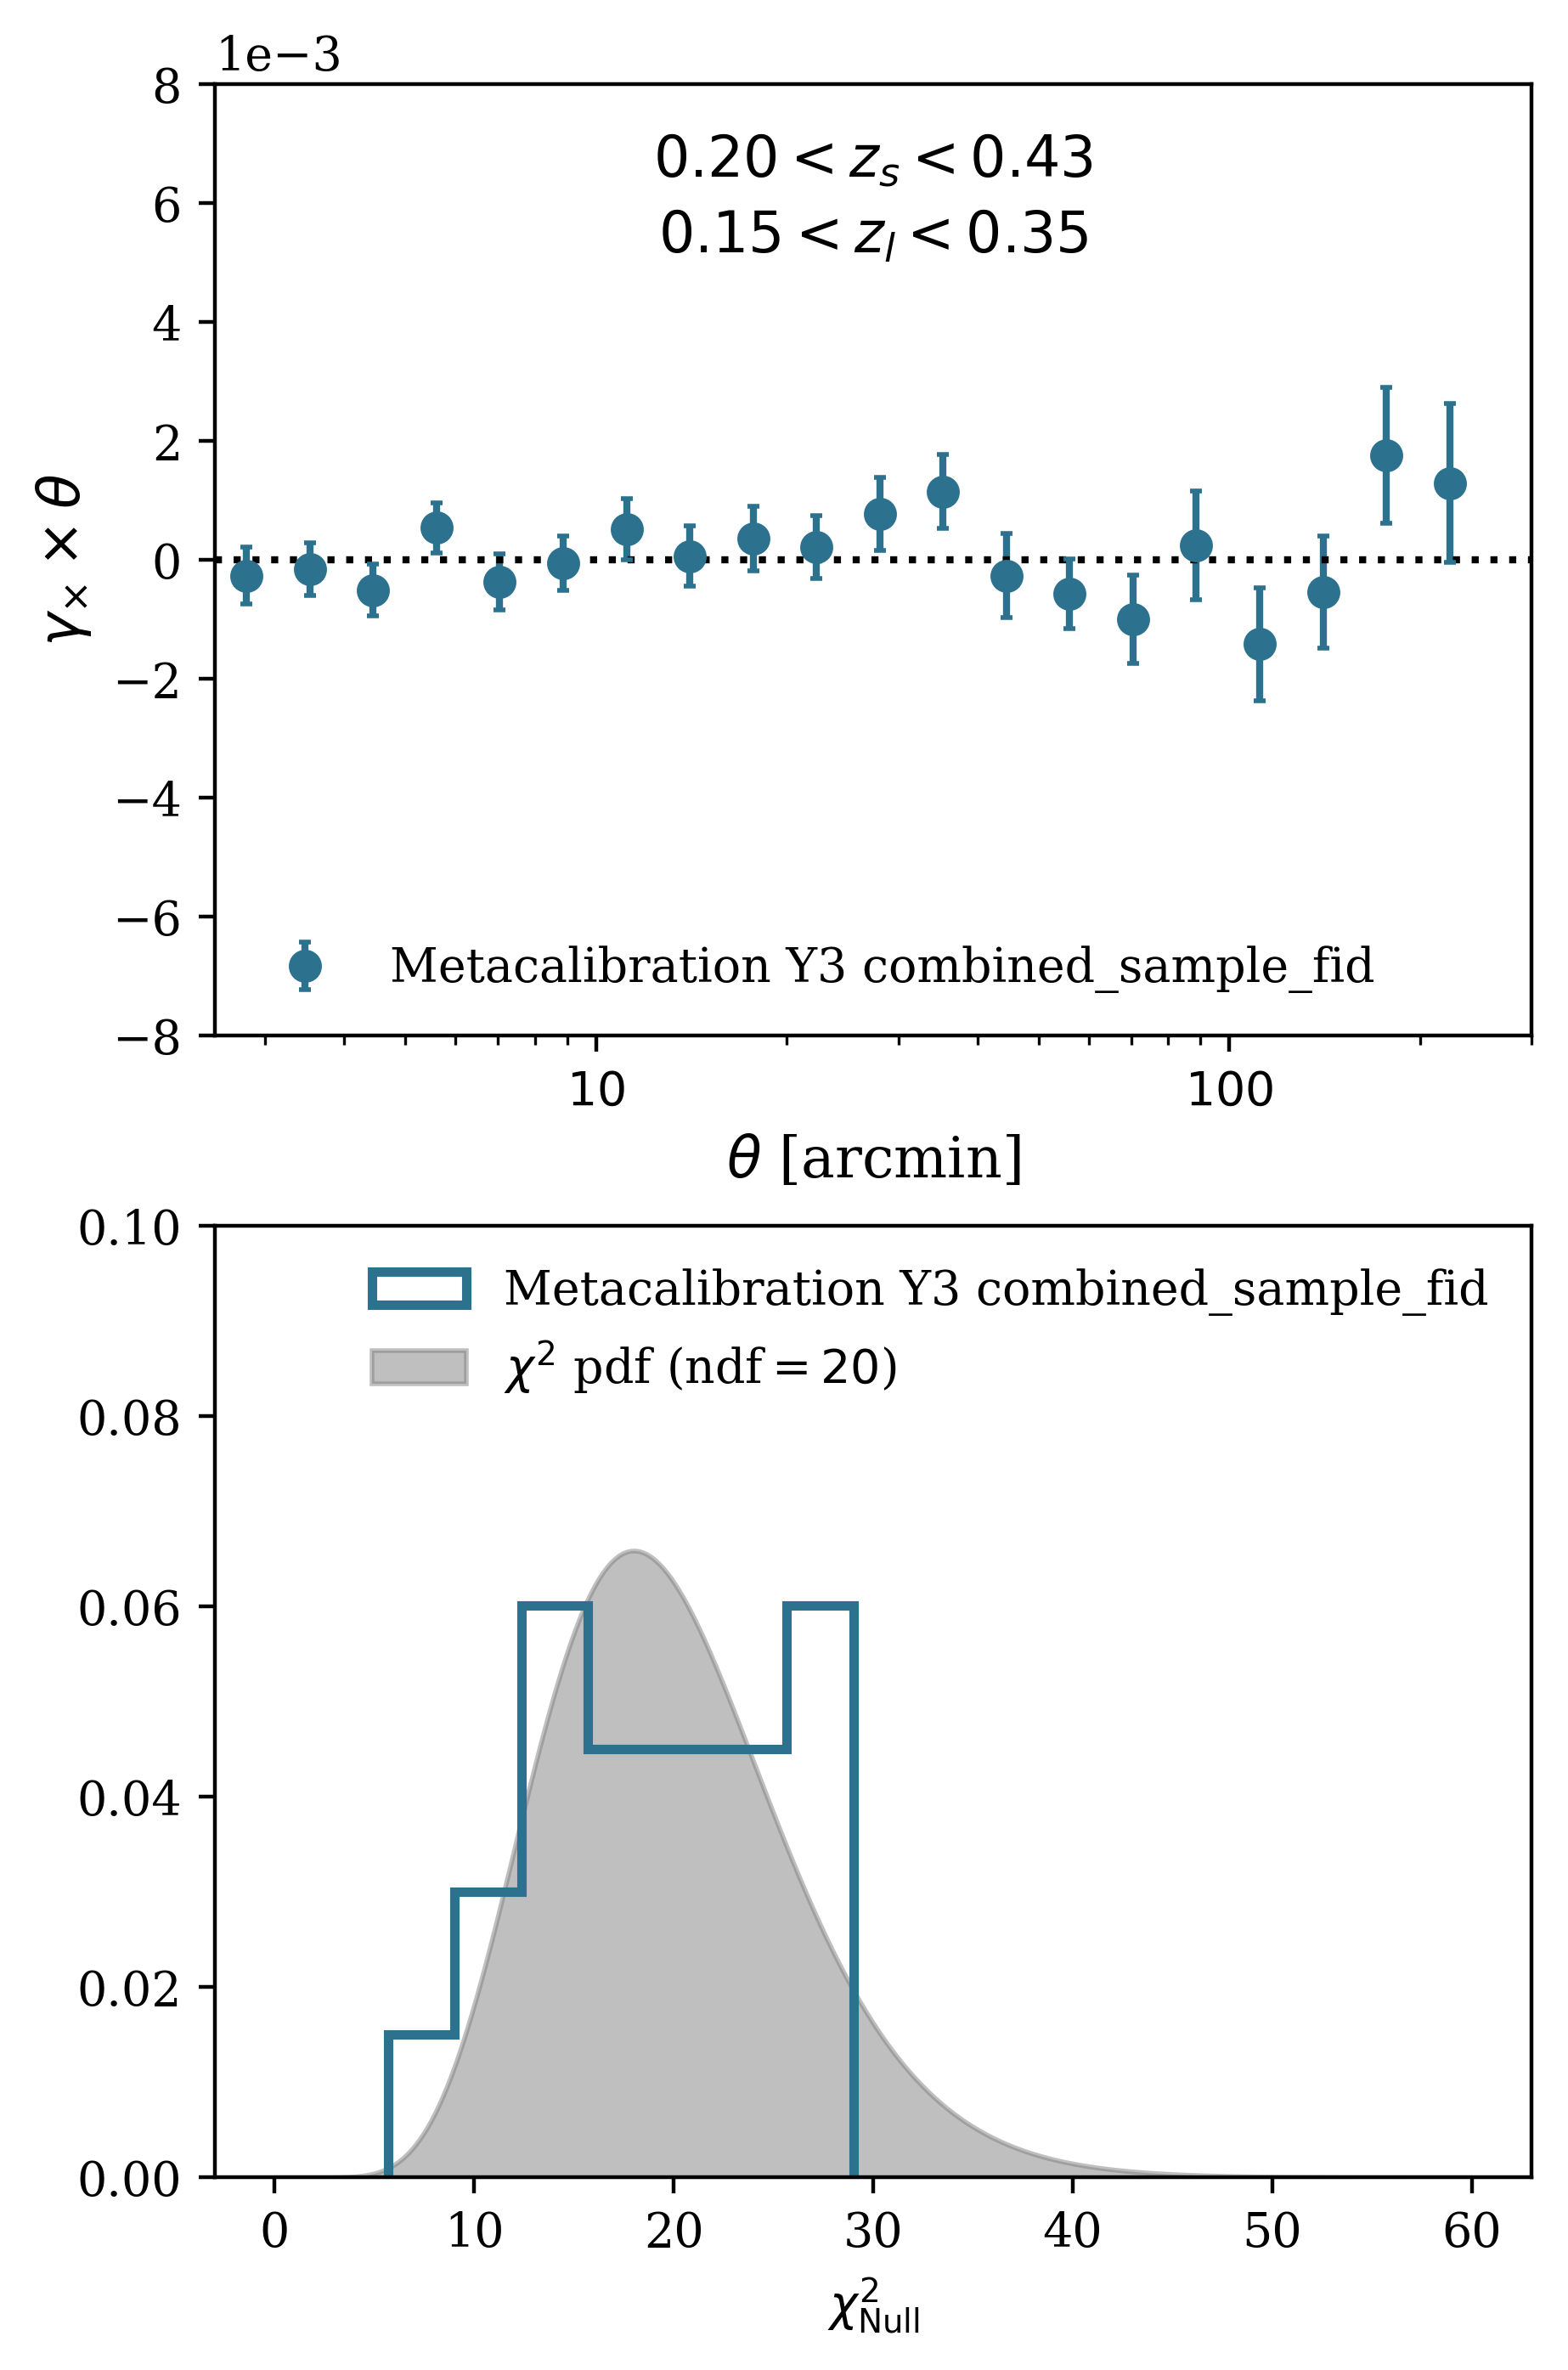 1e−3
8
6
4
2
0
−2
−4
−6
−8
γ× × θ
0.20 < z_s < 0.43
0.15 < z_l < 0.35
Metacalibration Y3 combined_sample_fid
10 100
θ [arcmin]
0.10
0.08
0.06
0.04
0.02
0.00
Metacalibration Y3 combined_sample_fid
χ² pdf (ndf = 20)
0 10 20 30 40 50 60
χ²Null